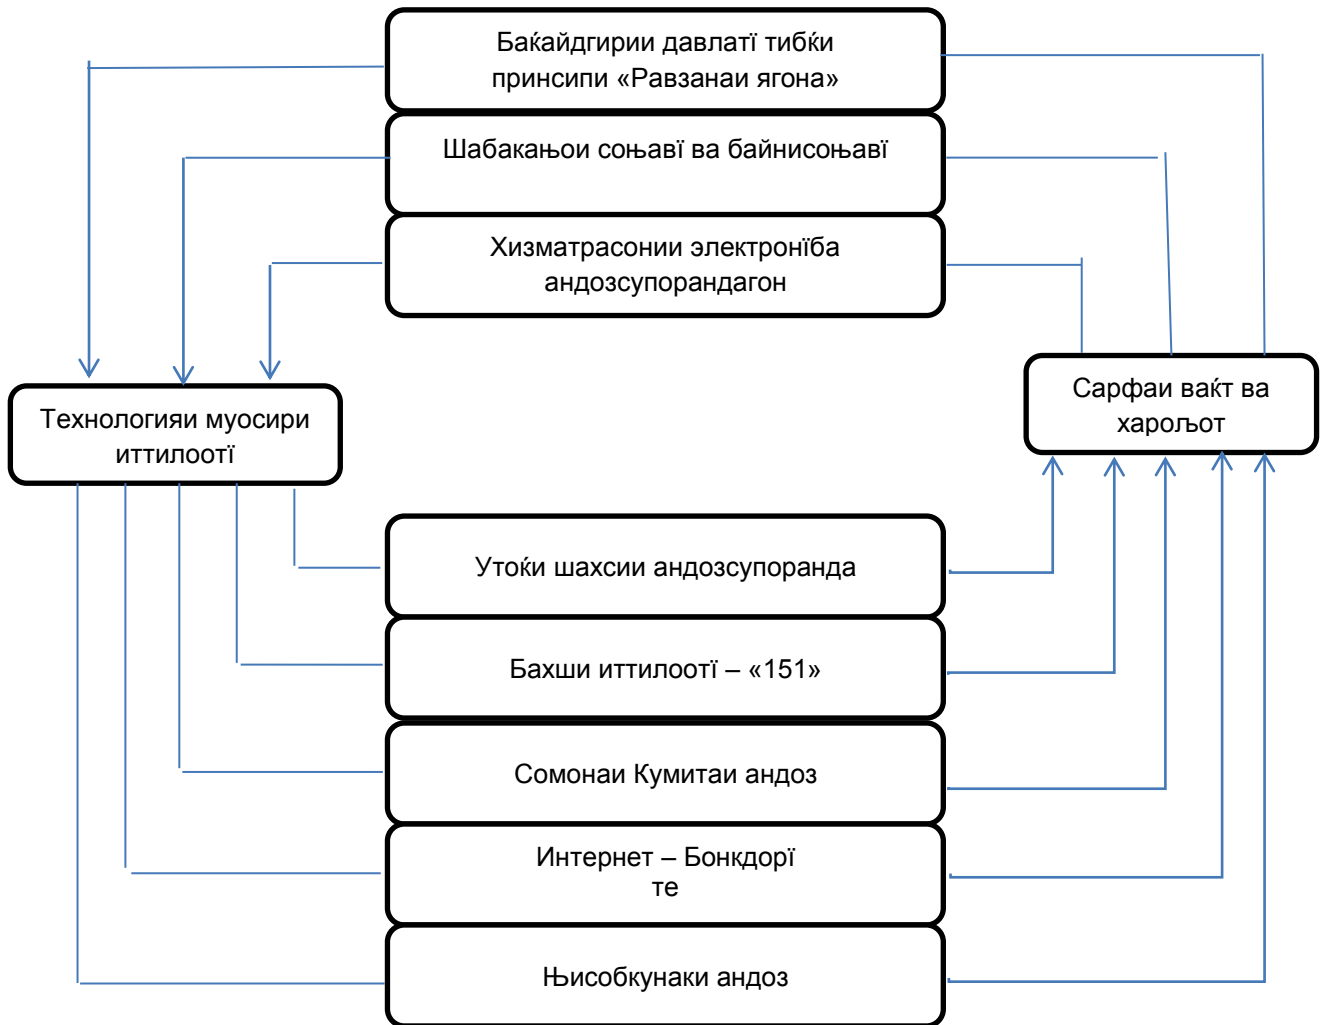 Баќайдгирии давлатї тибќи
принсипи «Равзанаи ягона»
Шабакањои соњавї ва байнисоњавї
Хизматрасонии электронїба
андозсупорандагон
Технологияи муосири
иттилоотї
Сарфаи ваќт ва
харољот
Утоќи шахсии андозсупоранда
Бахши иттилоотї – «151»
Сомонаи Кумитаи андоз
Интернет – Бонкдорї
те
Њисобкунаки андоз